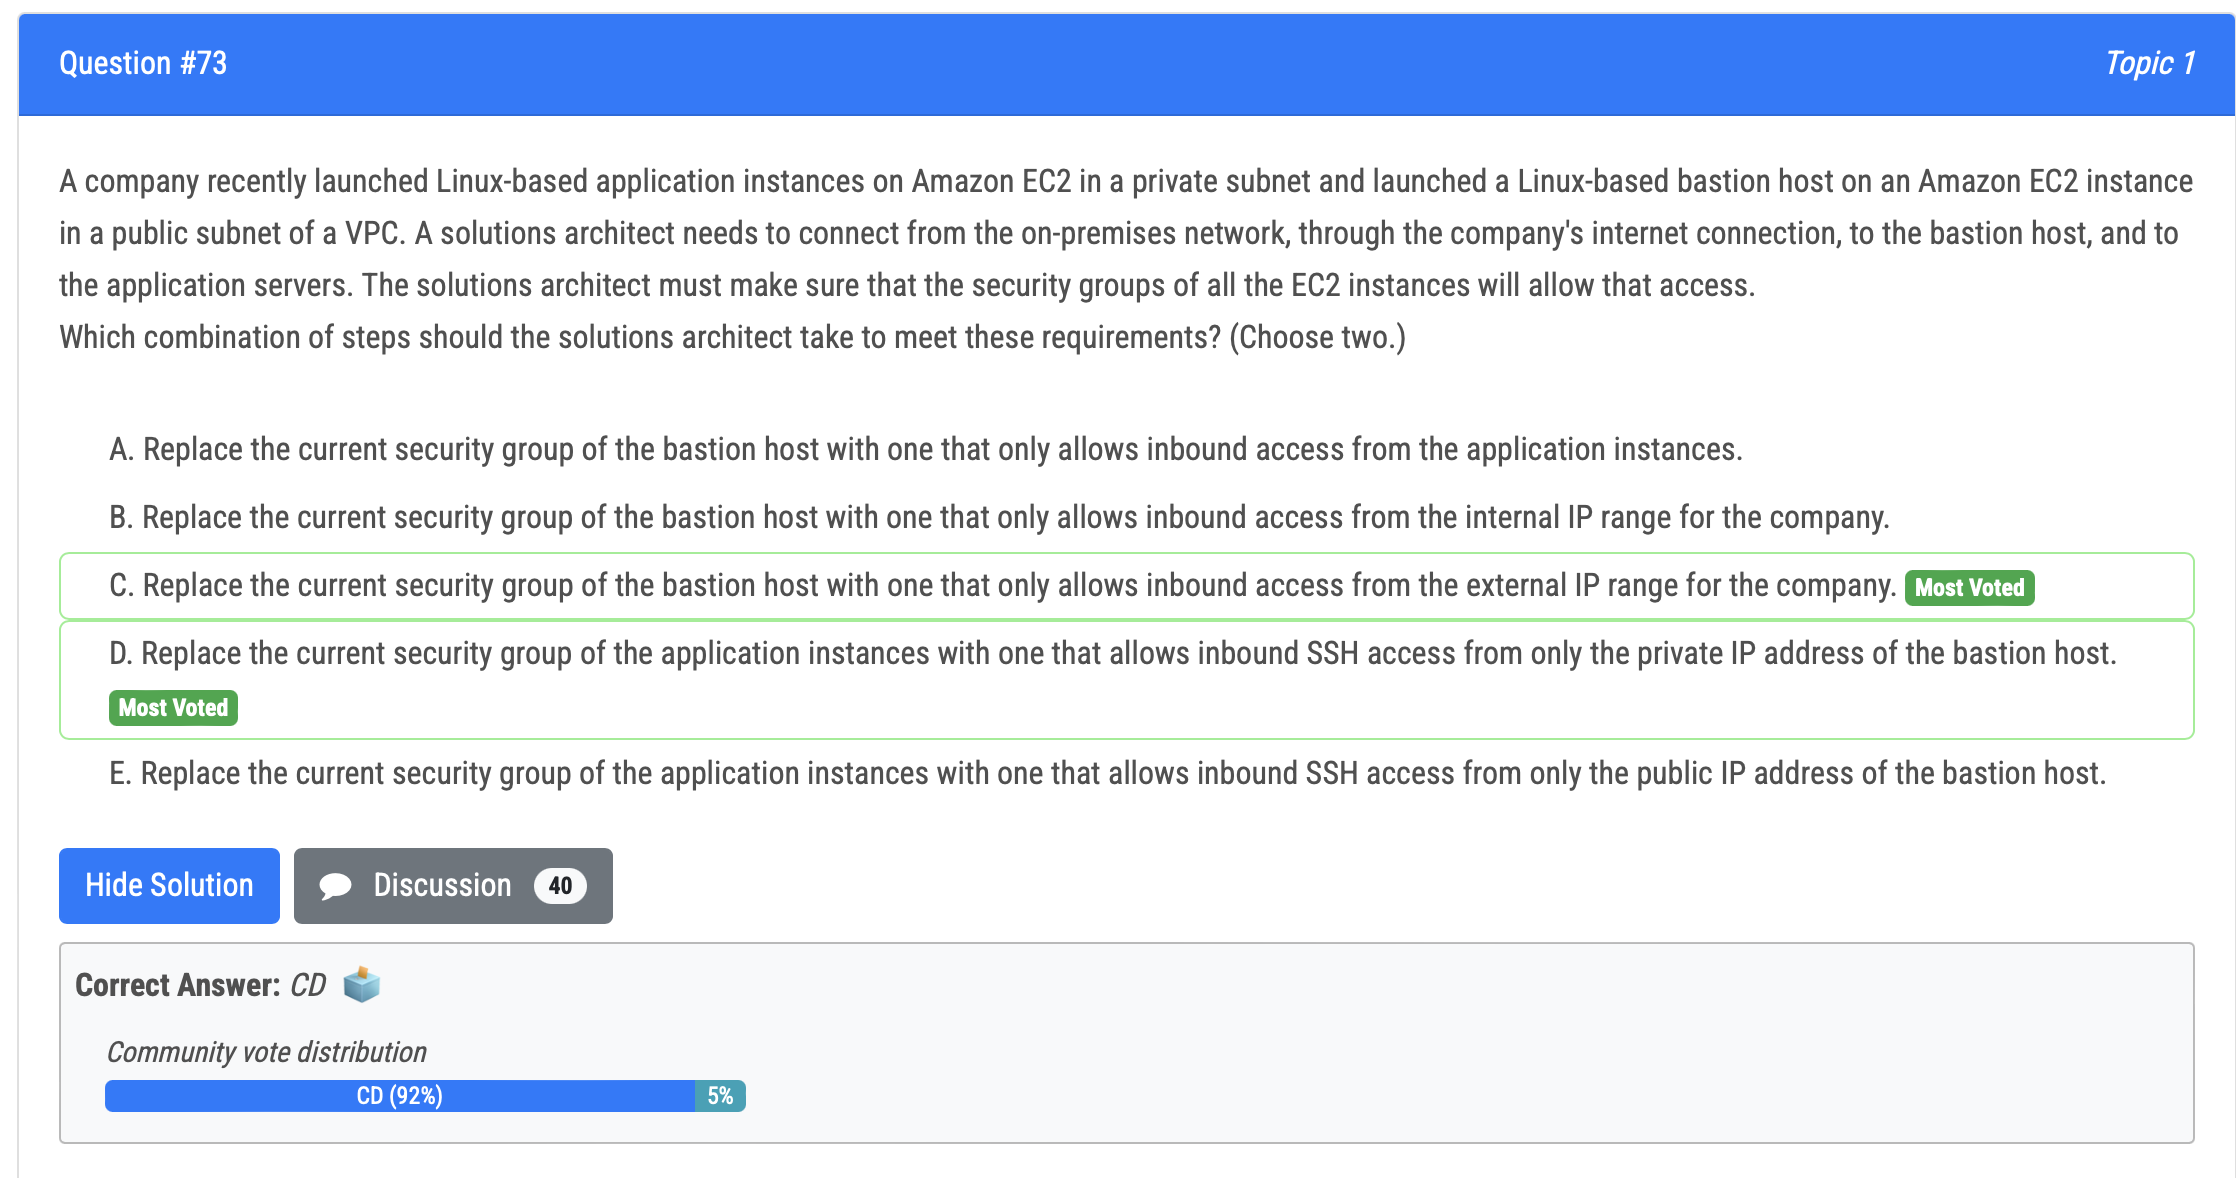 Question #73
Topic 1
A company recently launched Linux-based application instances on Amazon EC2 in a private subnet and launched a Linux-based bastion host on an Amazon EC2 instance
in a public subnet of a VPC. A solutions architect needs to connect from the on-premises network, through the company's internet connection, to the bastion host, and to
the application servers. The solutions architect must make sure that the security groups of all the EC2 instances will allow that access.
Which combination of steps should the solutions architect take to meet these requirements? (Choose two.)
A. Replace the current security group of the bastion host with one that only allows inbound access from the application instances.
B. Replace the current security group of the bastion host with one that only allows inbound access from the internal IP range for the company.
C. Replace the current security group of the bastion host with one that only allows inbound access from the external IP range for the company. Most Voted
D. Replace the current security group of the application instances with one that allows inbound SSH access from only the private IP address of the bastion host.
Most Voted
E. Replace the current security group of the application instances with one that allows inbound SSH access from only the public IP address of the bastion host.
Hide Solution
Discussion 40
Correct Answer: CD
Community vote distribution
CD (92%)
5%